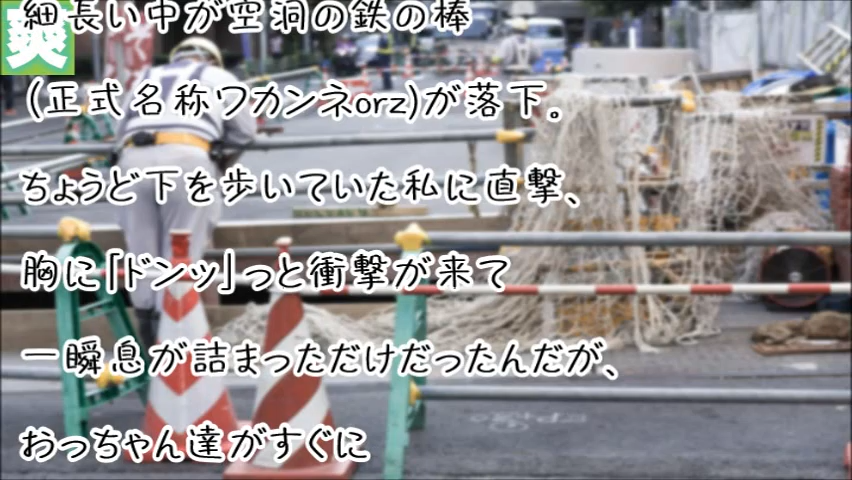 爽
細長い中が空洞の鉄の棒
(正式名称ワカンネorz)が落下。
ちょうど下を歩いていた私に直撃、
胸に「ドンッ」っと衝撃が来て
一瞬息が詰まっただけだったんだが、
おっちゃん達がすぐに